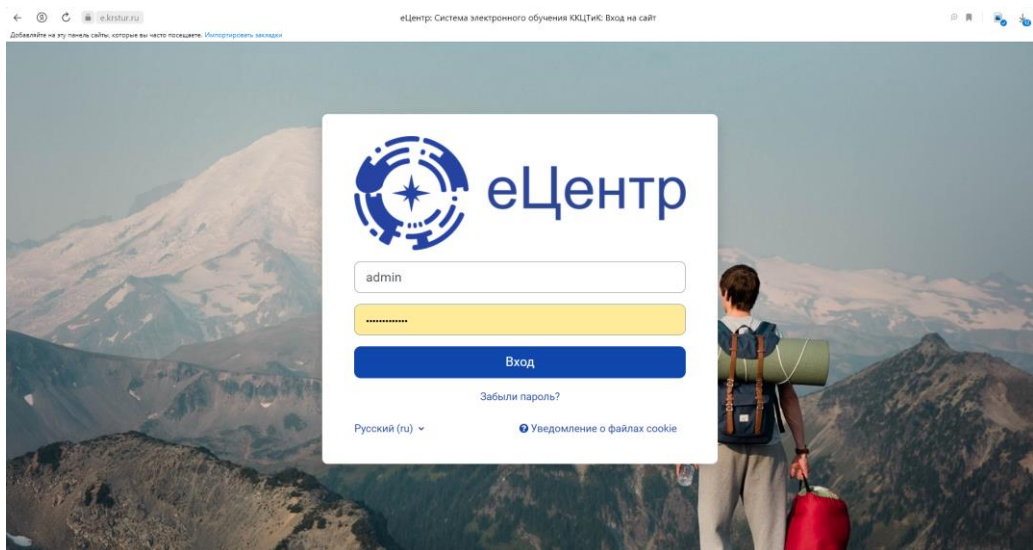 e.krstur.ru
еЦентр: Система электронного обучения ККЦТиК: Вход на сайт
Добавляйте на эту панель сайты, которые вы часто посещаете. Импортировать закладки
еЦентр
admin
Вход
Забыли пароль?
Русский (ru)
Уведомление о файлах cookie